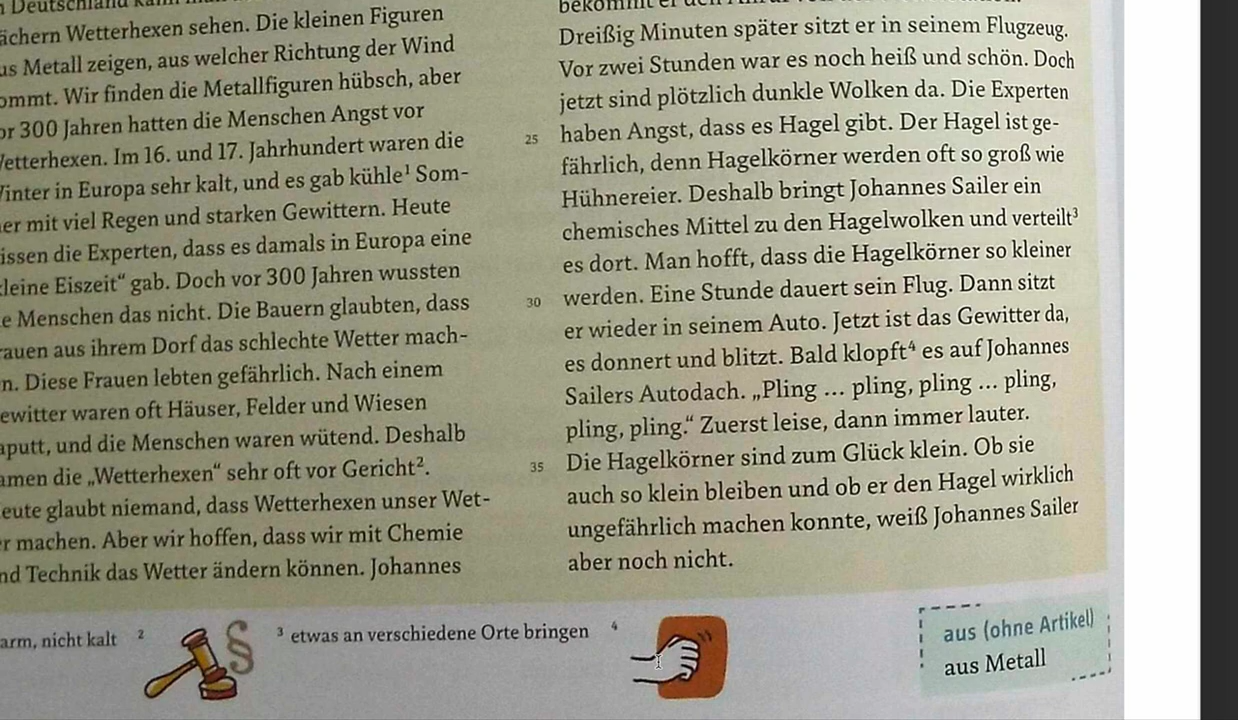 Deutschland
ächern Wetterhexen sehen. Die kleinen Figuren
us Metall zeigen, aus welcher Richtung der Wind
ommt. Wir finden die Metallfiguren hübsch, aber
or 300 Jahren hatten die Menschen Angst vor
Wetterhexen. Im 16. und 17. Jahrhundert waren die
Winter in Europa sehr kalt, und es gab kühle¹ Som-
er mit viel Regen und starken Gewittern. Heute
issen die Experten, dass es damals in Europa eine
kleine Eiszeit“ gab. Doch vor 300 Jahren wussten
e Menschen das nicht. Die Bauern glaubten, dass
rauen aus ihrem Dorf das schlechte Wetter mach-
n. Diese Frauen lebten gefährlich. Nach einem
ewitter waren oft Häuser, Felder und Wiesen
aputt, und die Menschen waren wütend. Deshalb
amen die „Wetterhexen“ sehr oft vor Gericht².
eute glaubt niemand, dass Wetterhexen unser Wet-
er machen. Aber wir hoffen, dass wir mit Chemie
nd Technik das Wetter ändern können. Johannes
Dreißig Minuten später sitzt er in seinem Flugzeug.
Vor zwei Stunden war es noch heiß und schön. Doch
jetzt sind plötzlich dunkle Wolken da. Die Experten
25 haben Angst, dass es Hagel gibt. Der Hagel ist ge-
fährlich, denn Hagelkörner werden oft so groß wie
Hühnereier. Deshalb bringt Johannes Sailer ein
chemisches Mittel zu den Hagelwolken und verteilt³
es dort. Man hofft, dass die Hagelkörner so kleiner
30 werden. Eine Stunde dauert sein Flug. Dann sitzt
er wieder in seinem Auto. Jetzt ist das Gewitter da,
es donnert und blitzt. Bald klopft⁴ es auf Johannes
Sailers Autodach. „Pling ... pling, pling ... pling,
pling, pling.“ Zuerst leise, dann immer lauter.
35 Die Hagelkörner sind zum Glück klein. Ob sie
auch so klein bleiben und ob er den Hagel wirklich
ungefährlich machen konnte, weiß Johannes Sailer
aber noch nicht.
arm, nicht kalt ² § ³ etwas an verschiedene Orte bringen ⁴
aus (ohne Artikel)
aus Metall